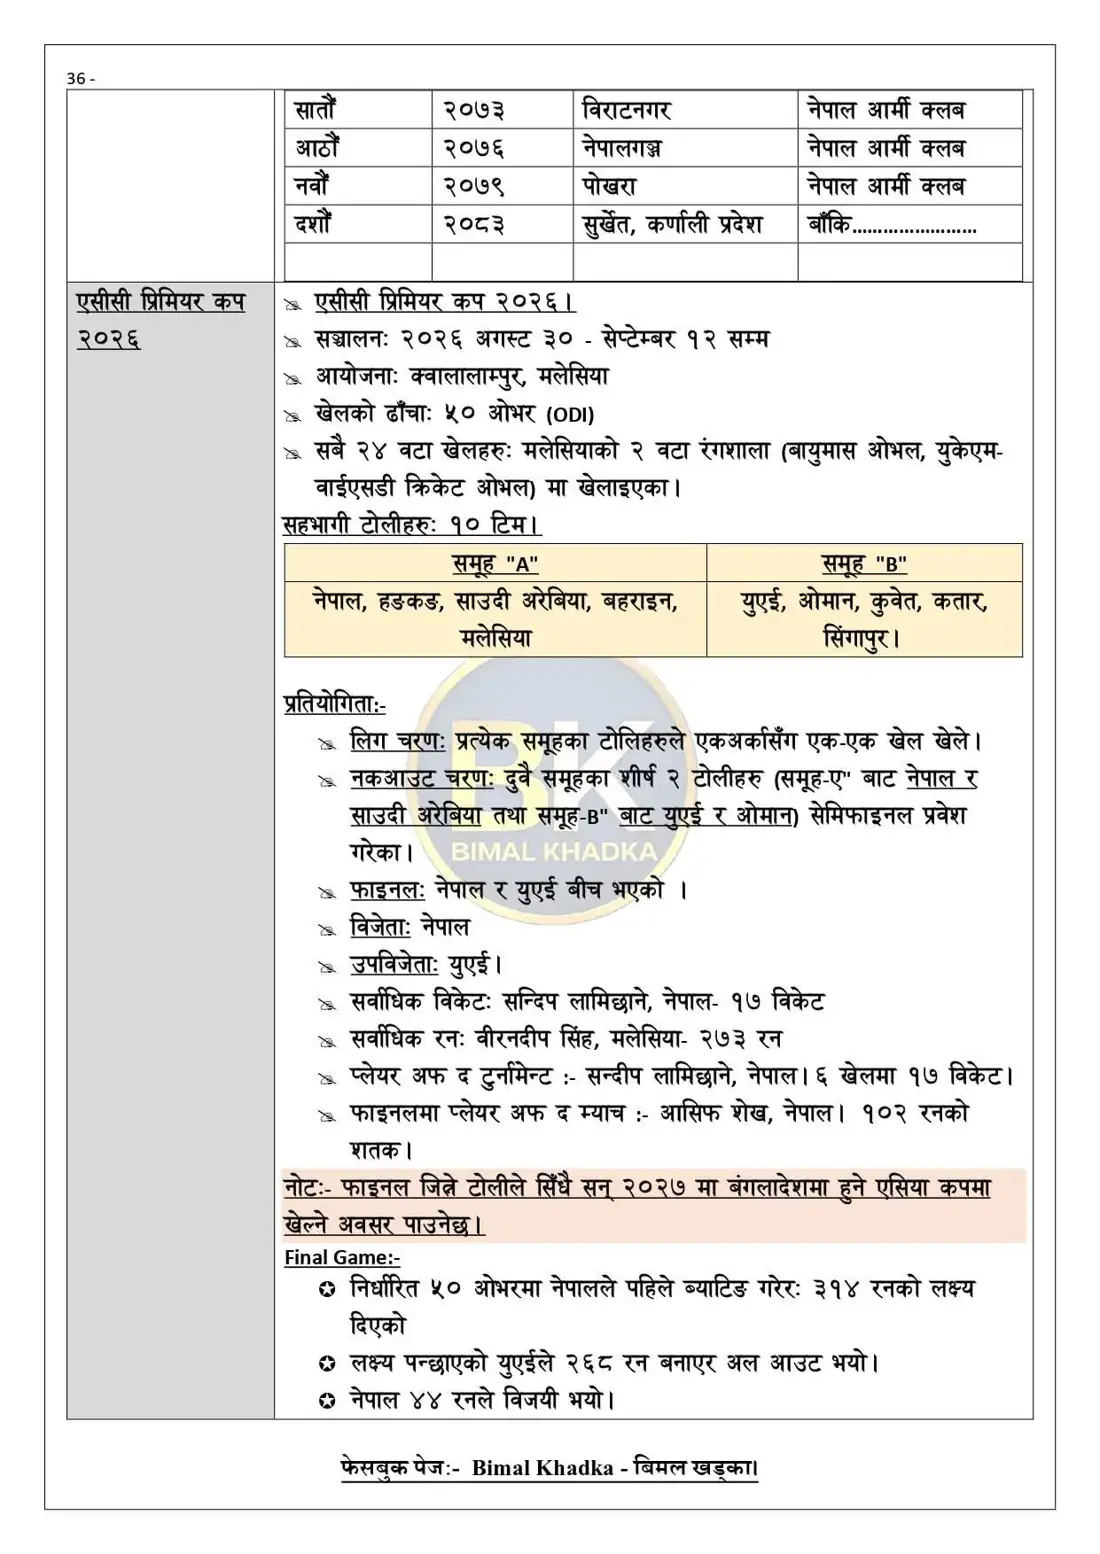 36 -
सातौं २०७३ विराटनगर नेपाल आर्मी क्लब
आठौं २०७६ नेपालगञ्ज नेपाल आर्मी क्लब
नवौं २०७९ पोखरा नेपाल आर्मी क्लब
दशौं २०८३ सुर्खेत, कर्णाली प्रदेश बाँकि........................
एसीसी प्रिमियर कप
२०२६
एसीसी प्रिमियर कप २०२६।
सञ्चालनः २०२६ अगस्ट ३० - सेप्टेम्बर १२ सम्म
आयोजनाः क्वालालाम्पुर, मलेसिया
खेलको ढाँचाः ५० ओभर (ODI)
सबै २४ वटा खेलहरुः मलेसियाको २ वटा रंगशाला (बायुमास ओभल, युकेएम-
वाईएसडी क्रिकेट ओभल) मा खेलाइएका।
सहभागी टोलीहरुः १० टिम।
समूह "A" समूह "B"
नेपाल, हङकङ, साउदी अरेबिया, बहराइन, युएई, ओमान, कुवेत, कतार,
मलेसिया सिंगापुर।
प्रतियोगिताः-
लिग चरणः प्रत्येक समूहका टोलिहरुले एकअर्कासँग एक-एक खेल खेले।
नकआउट चरणः दुवै समूहका शीर्ष २ टोलीहरु (समूह-ए" बाट नेपाल र
साउदी अरेबिया तथा समूह-B" बाट युएई र ओमान) सेमिफाइनल प्रवेश
गरेका।
BK
BIMAL KHADKA
फाइनलः नेपाल र युएई बीच भएको ।
विजेताः नेपाल
उपविजेताः युएई।
सर्वाधिक विकेटः सन्दिप लामिछाने, नेपाल- १७ विकेट
सर्वाधिक रनः वीरनदीप सिंह, मलेसिया- २७३ रन
प्लेयर अफ द टुर्नामेन्ट :- सन्दीप लामिछाने, नेपाल। ६ खेलमा १७ विकेट।
फाइनलमा प्लेयर अफ द म्याच :- आसिफ शेख, नेपाल। १०२ रनको
शतक।
नोटः- फाइनल जित्ने टोलीले सिँधै सन् २०२७ मा बंगलादेशमा हुने एसिया कपमा
खेल्ने अवसर पाउनेछ।
Final Game:-
निर्धारित ५० ओभरमा नेपालले पहिले ब्याटिङ गरेरः ३१४ रनको लक्ष्य
दिएको
लक्ष्य पन्छाएको युएईले २६८ रन बनाएर अल आउट भयो।
नेपाल ४४ रनले विजयी भयो।
फेसबुक पेज:- Bimal Khadka - बिमल खड्का।